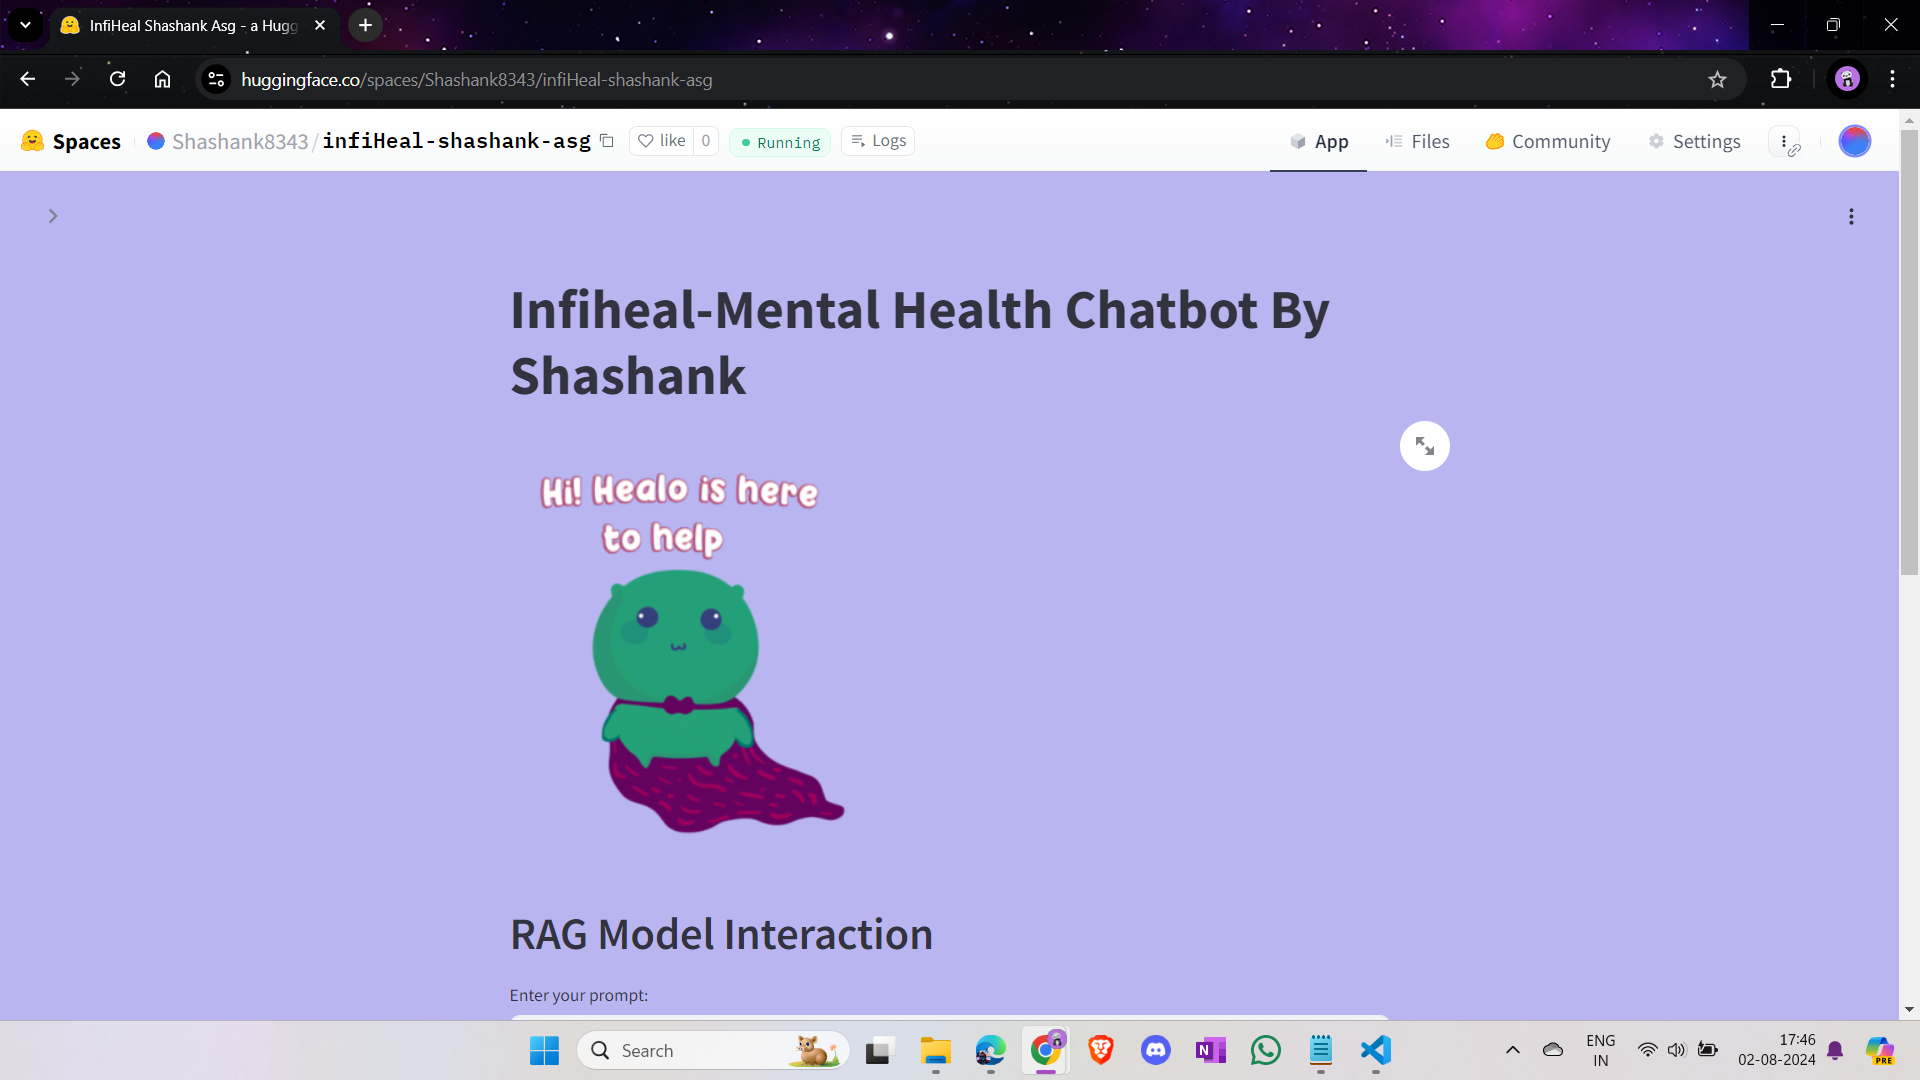 InfiHeal Shashank Asg - a Hugg
huggingface.co/spaces/Shashank8343/infiHeal-shashank-asg
Spaces
Shashank8343/infiHeal-shashank-asg
like 0
Running
Logs
App
Files
Community
Settings
Infiheal-Mental Health Chatbot By
Shashank
Hi! Healo is here
to help
RAG Model Interaction
Enter your prompt:
Search
N
ENG
IN
17:46
02-08-2024
PRE